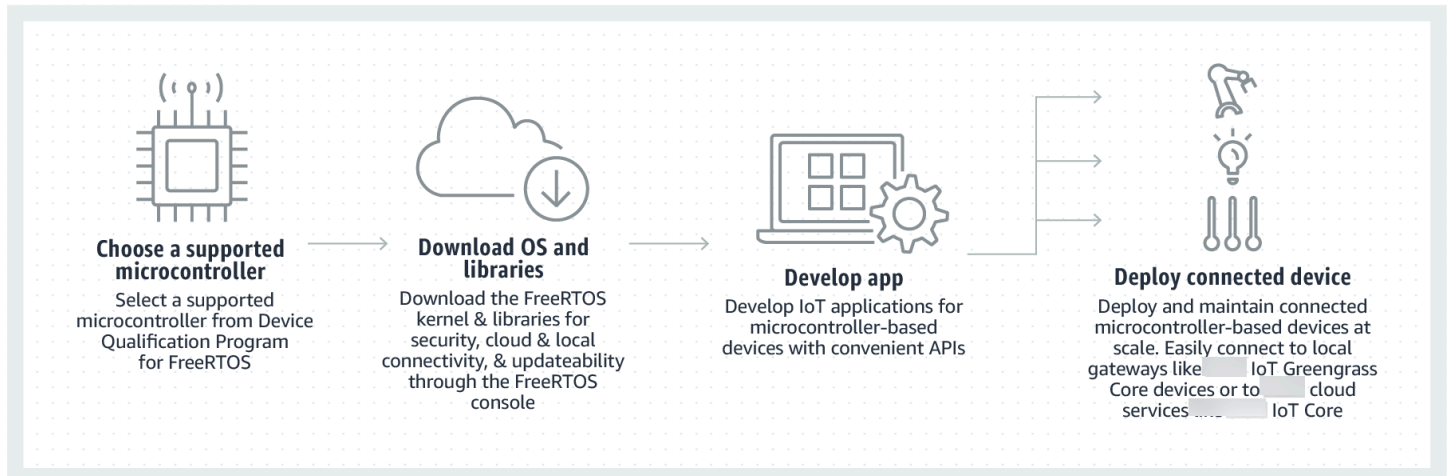 Choose a supported
microcontroller
Select a supported
microcontroller from Device
Qualification Program
for FreeRTOS
Download OS and
libraries
Download the FreeRTOS
kernel & libraries for
security, cloud & local
connectivity, & updateability
through the FreeRTOS
console
Develop app
Develop IoT applications for
microcontroller-based
devices with convenient APIs
Deploy connected device
Deploy and maintain connected
microcontroller-based devices at
scale. Easily connect to local
gateways like IoT Greengrass
Core devices or to cloud
services IoT Core